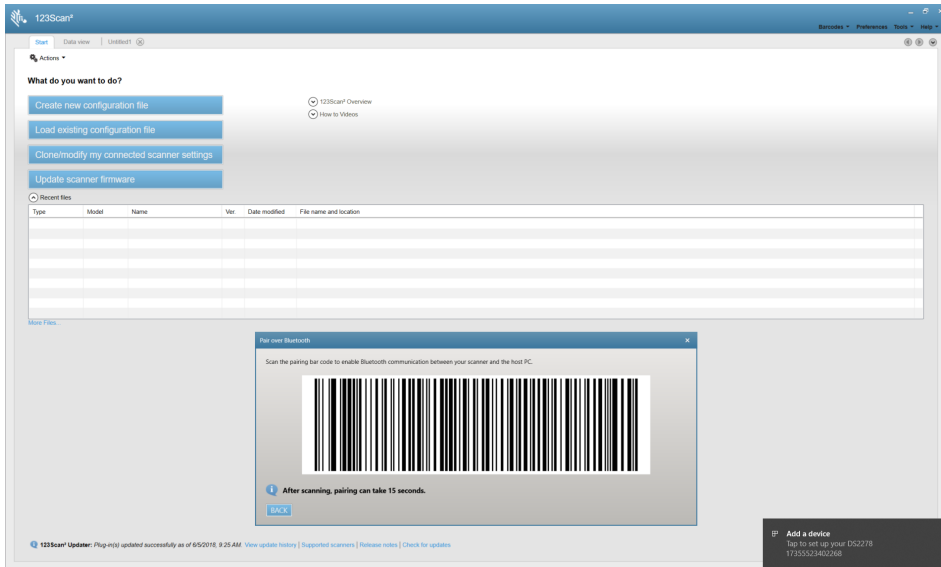 123Scan²
Barcodes Preferences Tools Help
Start Data view Untitled1
Actions
What do you want to do?
Create new configuration file
Load existing configuration file
Clone/modify my connected scanner settings
Update scanner firmware
123Scan² Overview
How to Videos
Recent files
Type Model Name Ver. Date modified File name and location
More Files...
Pair over Bluetooth
Scan the pairing bar code to enable Bluetooth communication between your scanner and the host PC.
After scanning, pairing can take 15 seconds.
BACK
123Scan² Updater: Plug-in(s) updated successfully as of 6/5/2018, 9:25 AM. View update history | Supported scanners | Release notes | Check for updates
Add a device
Tap to set up your DS2278
17355523402268